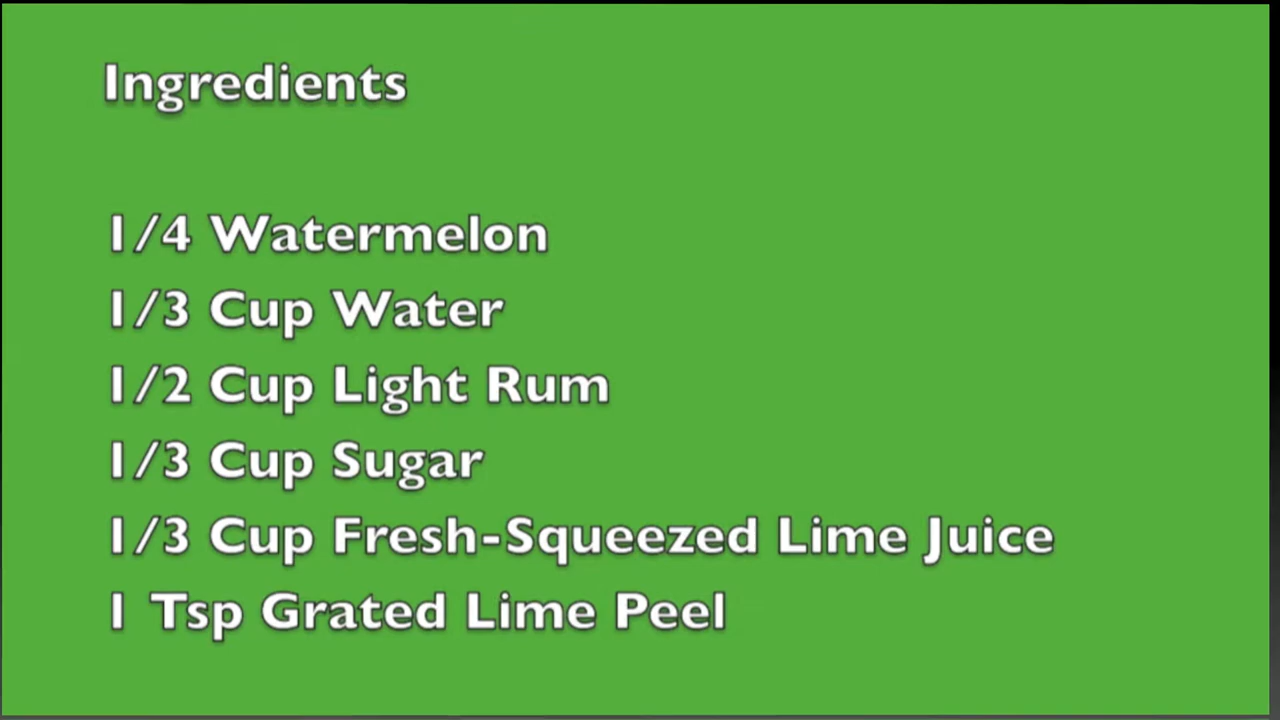 Ingredients
1/4 Watermelon
1/3 Cup Water
1/2 Cup Light Rum
1/3 Cup Sugar
1/3 Cup Fresh-Squeezed Lime Juice
1 Tsp Grated Lime Peel